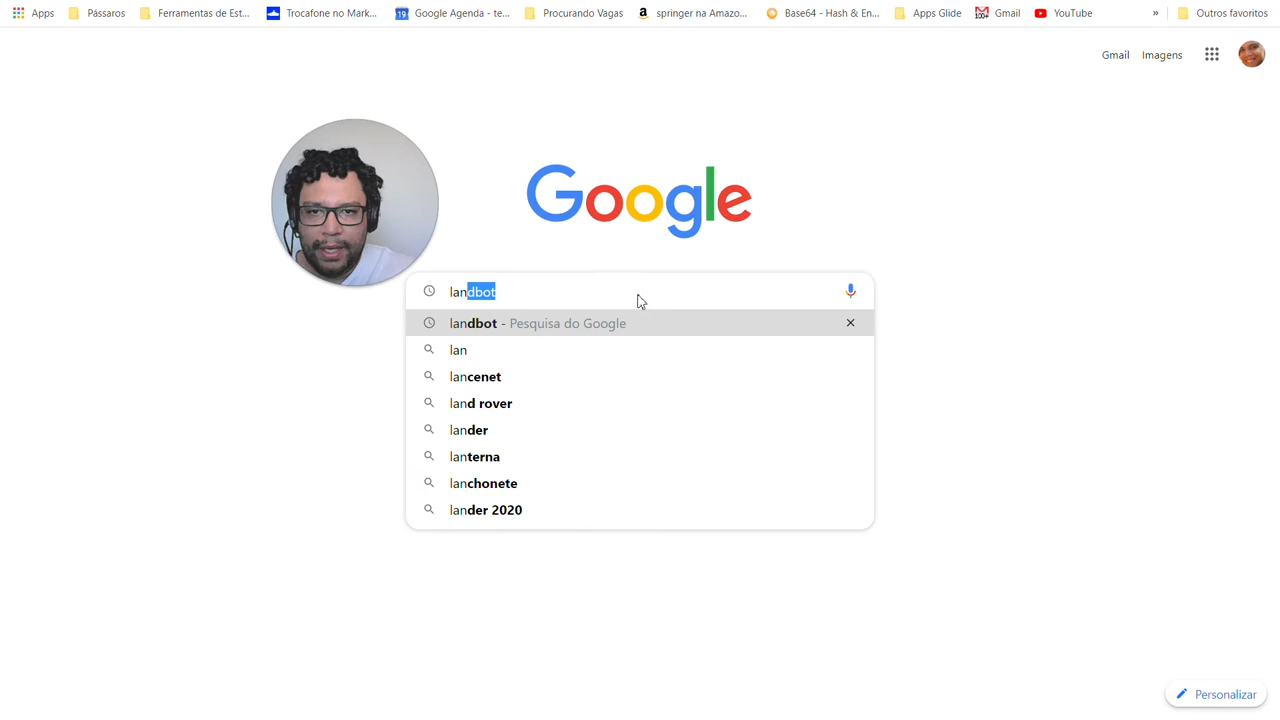 Apps Pássaros Ferramentas de Est... Trocafone no Mark... 19 Google Agenda - te... Procurando Vagas a springer na Amazo... Base64 - Hash & En... Apps Glide 100+ Gmail YouTube » Outros favoritos
Gmail Imagens
Google
landbot
landbot - Pesquisa do Google
lan
lancenet
land rover
lander
lanterna
lanchonete
lander 2020
Personalizar